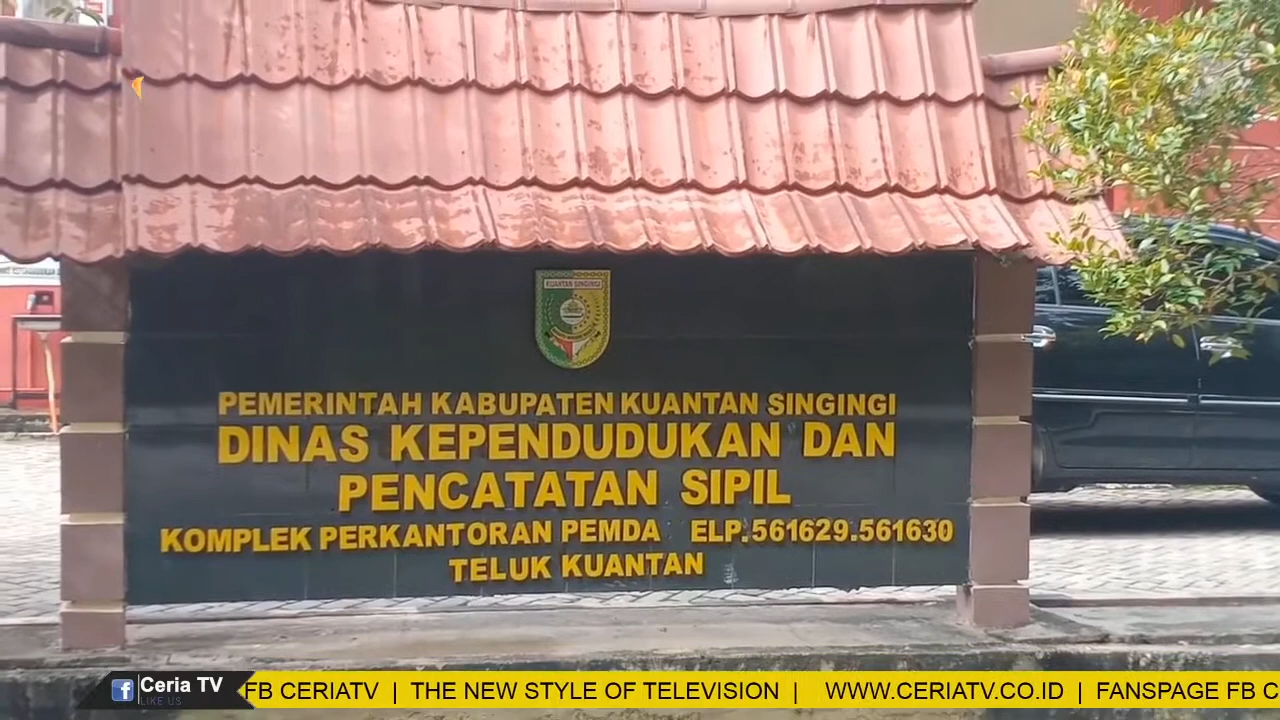 KUANTAN SINGINGI
PEMERINTAH KABUPATEN KUANTAN SINGINGI
DINAS KEPENDUDUKAN DAN
PENCATATAN SIPIL
KOMPLEK PERKANTORAN PEMDA ELP.561629.561630
TELUK KUANTAN
Ceria TV
LIKE US
FB CERIATV | THE NEW STYLE OF TELEVISION | WWW.CERIATV.CO.ID | FANSPAGE FB C